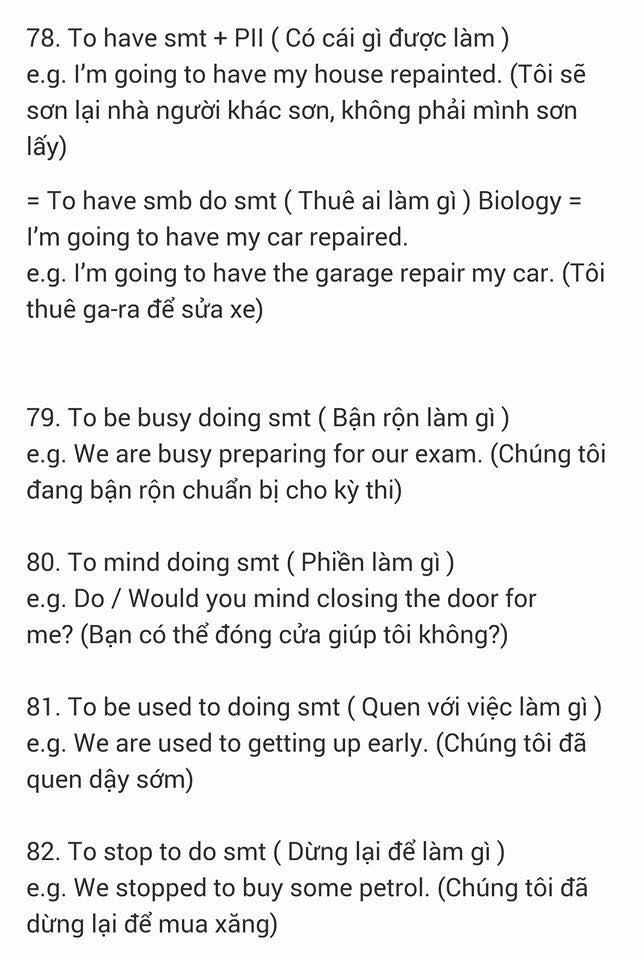 78. To have smt + PII ( Có cái gì được làm )
e.g. I’m going to have my house repainted. (Tôi sẽ
sơn lại nhà người khác sơn, không phải mình sơn
lấy)
= To have smb do smt ( Thuê ai làm gì ) Biology =
I’m going to have my car repaired.
e.g. I’m going to have the garage repair my car. (Tôi
thuê ga-ra để sửa xe)
79. To be busy doing smt ( Bận rộn làm gì )
e.g. We are busy preparing for our exam. (Chúng tôi
đang bận rộn chuẩn bị cho kỳ thi)
80. To mind doing smt ( Phiền làm gì )
e.g. Do / Would you mind closing the door for
me? (Bạn có thể đóng cửa giúp tôi không?)
81. To be used to doing smt ( Quen với việc làm gì )
e.g. We are used to getting up early. (Chúng tôi đã
quen dậy sớm)
82. To stop to do smt ( Dừng lại để làm gì )
e.g. We stopped to buy some petrol. (Chúng tôi đã
dừng lại để mua xăng)